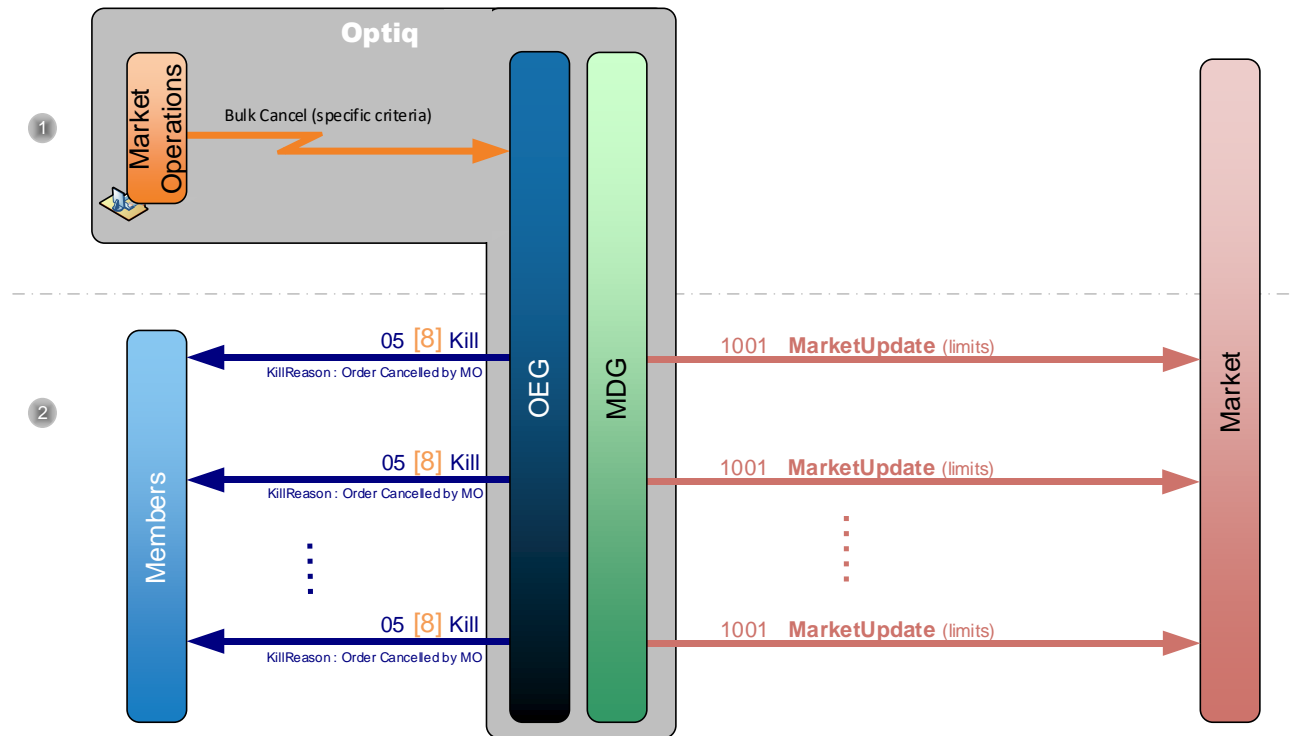 Optiq
Market Operations
1
Bulk Cancel (specific criteria)
OEG
MDG
Market
Members
2
05 [8] Kill
KillReason : Order Cancelled by MO
1001 MarketUpdate (limits)
05 [8] Kill
KillReason : Order Cancelled by MO
1001 MarketUpdate (limits)
05 [8] Kill
KillReason : Order Cancelled by MO
1001 MarketUpdate (limits)